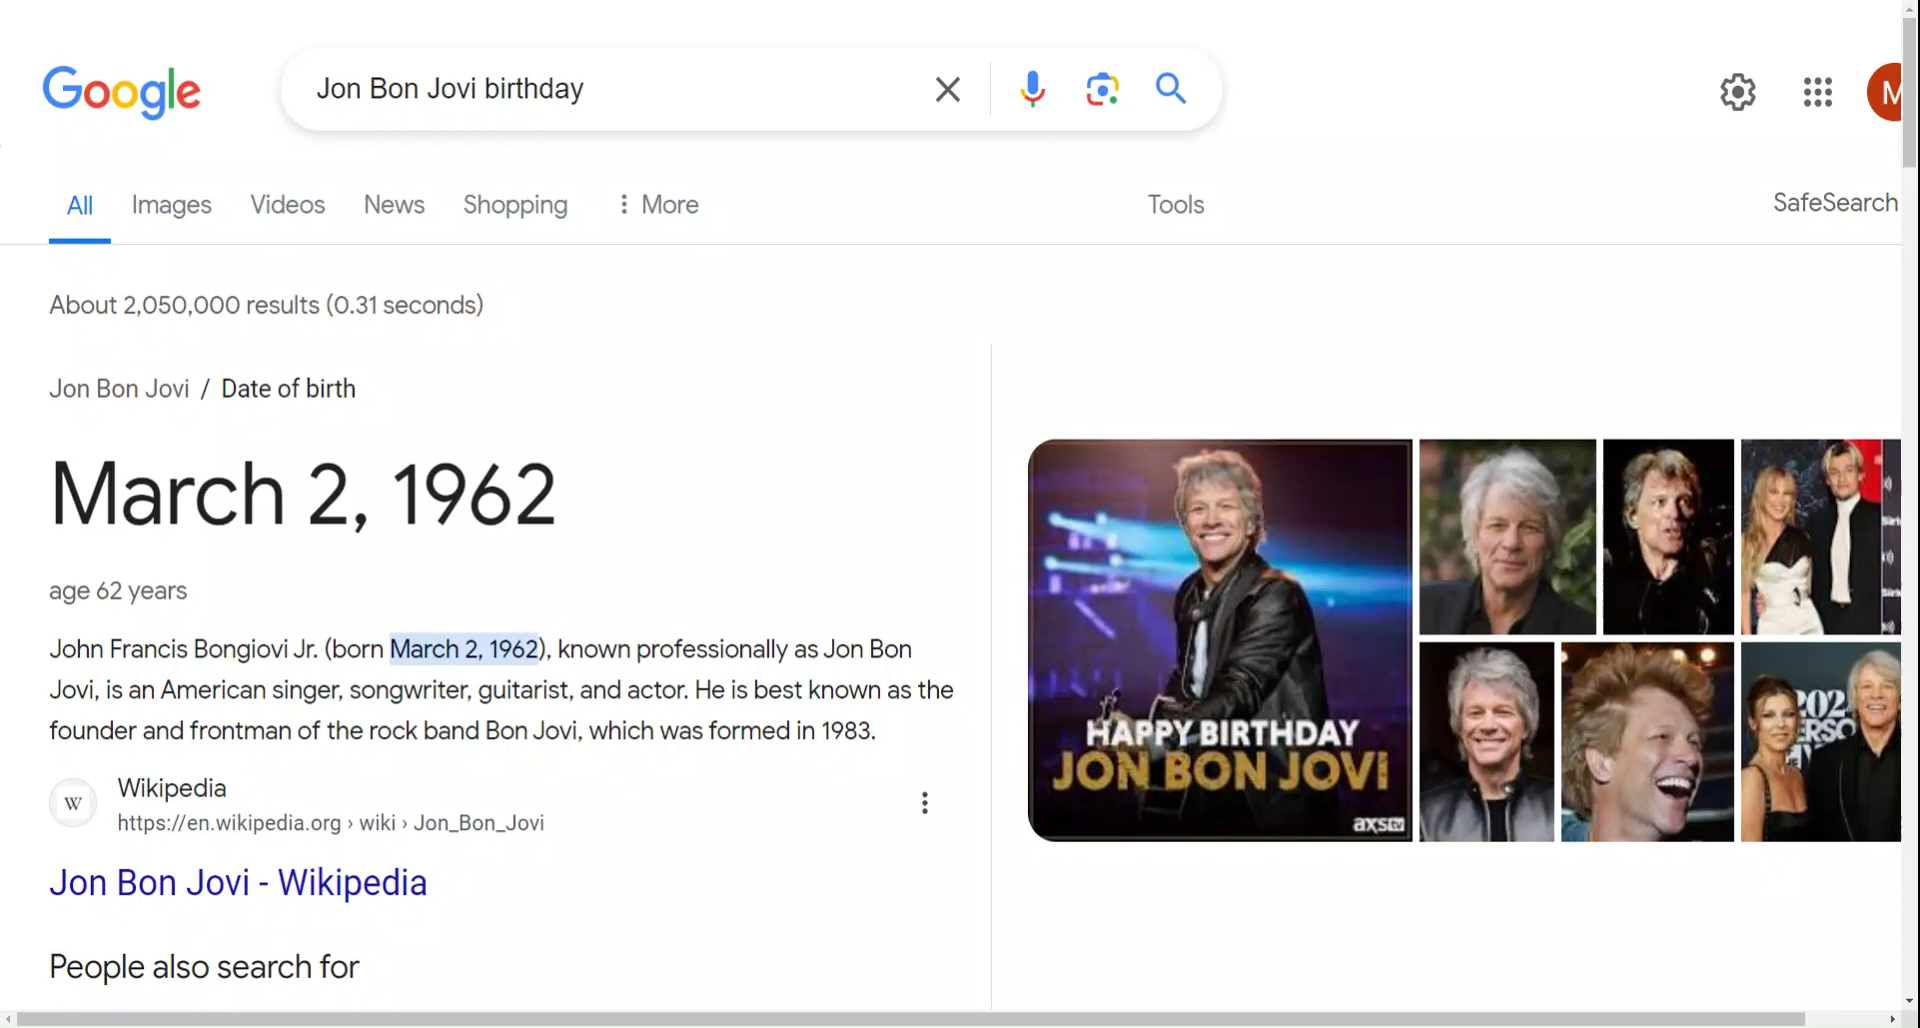 Google
Jon Bon Jovi birthday
M
All
Images
Videos
News
Shopping
More
Tools
SafeSearch
About 2,050,000 results (0.31 seconds)
Jon Bon Jovi / Date of birth
March 2, 1962
age 62 years
John Francis Bongiovi Jr. (born March 2, 1962), known professionally as Jon Bon
Jovi, is an American singer, songwriter, guitarist, and actor. He is best known as the
founder and frontman of the rock band Bon Jovi, which was formed in 1983.
W
Wikipedia
https://en.wikipedia.org › wiki › Jon_Bon_Jovi
Jon Bon Jovi - Wikipedia
People also search for
HAPPY BIRTHDAY
JON BON JOVI
axstv